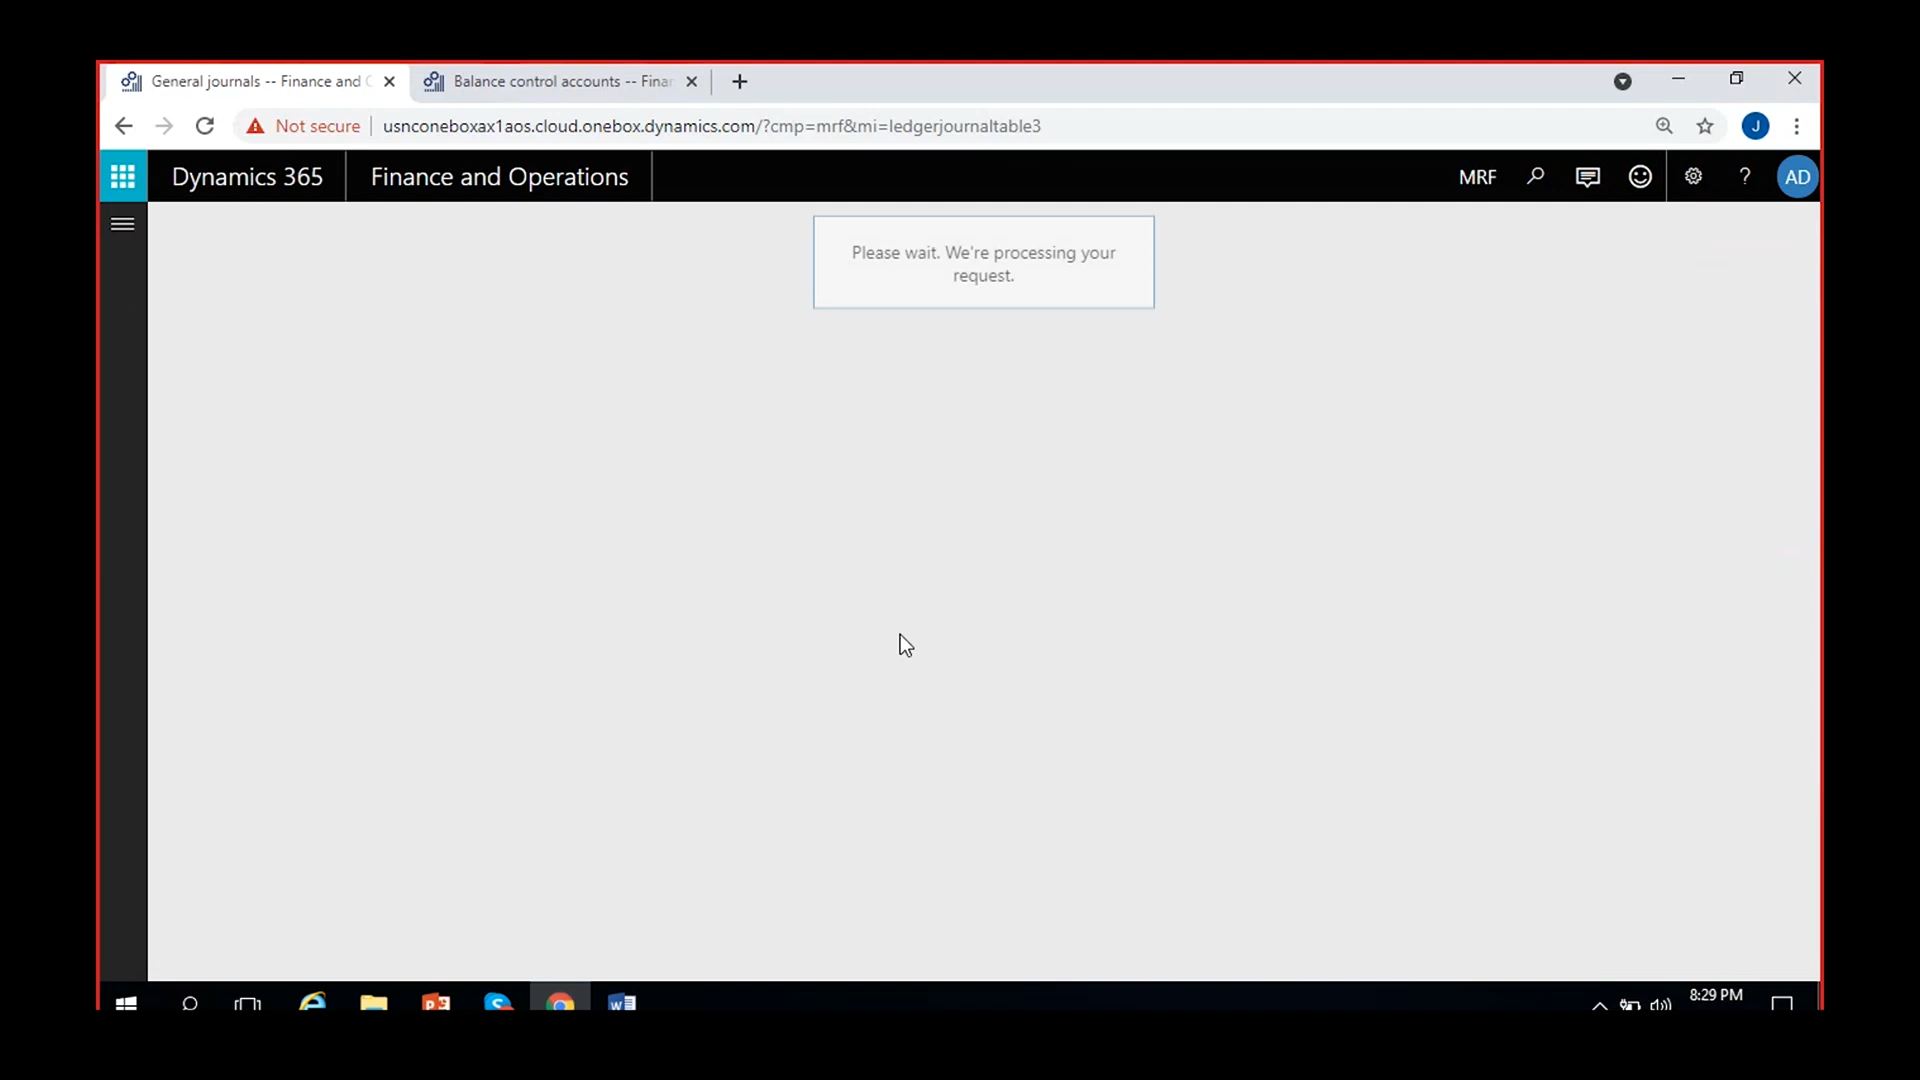 General journals -- Finance and
Balance control accounts -- Finan
Not secure
usnconeboxax1aos.cloud.onebox.dynamics.com/?cmp=mrf&mi=ledgerjournaltable3
J
Dynamics 365
Finance and Operations
MRF
?
AD
Please wait. We're processing your
request.
8:29 PM